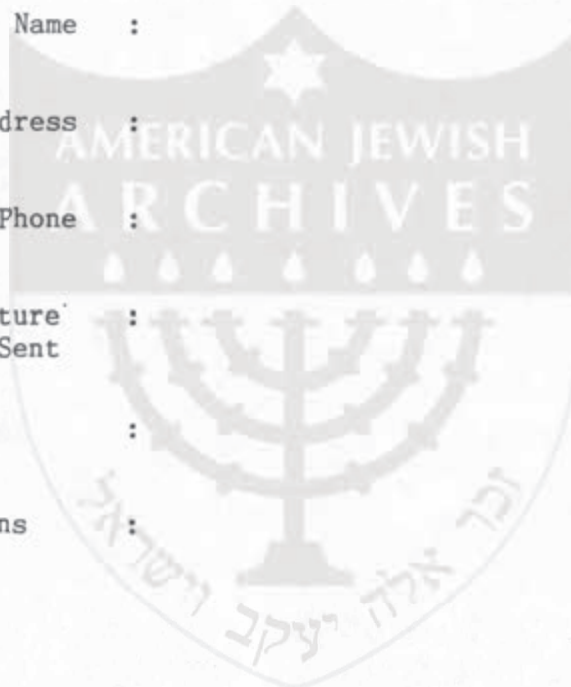 Name :
dress :
AMERICAN JEWISH
Phone :
ARCHIVES
ture :
Sent
:
ns :
זכר אלה יעקב וישראל